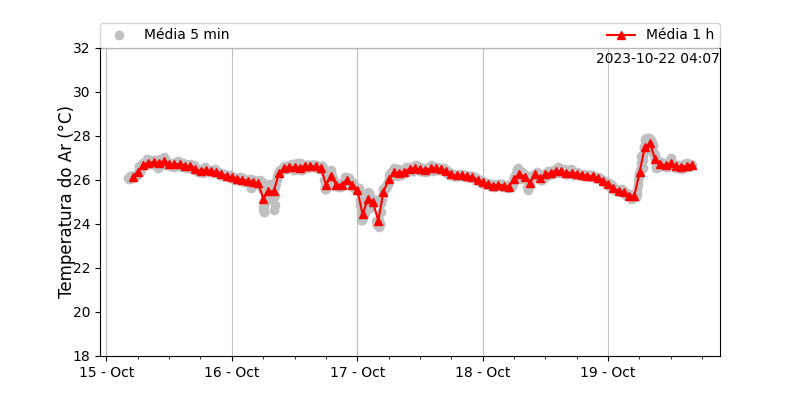 Média 5 min
Média 1 h
2023-10-22 04:07
Temperatura do Ar (°C)
32
30
28
26
24
22
20
18
15 - Oct
16 - Oct
17 - Oct
18 - Oct
19 - Oct